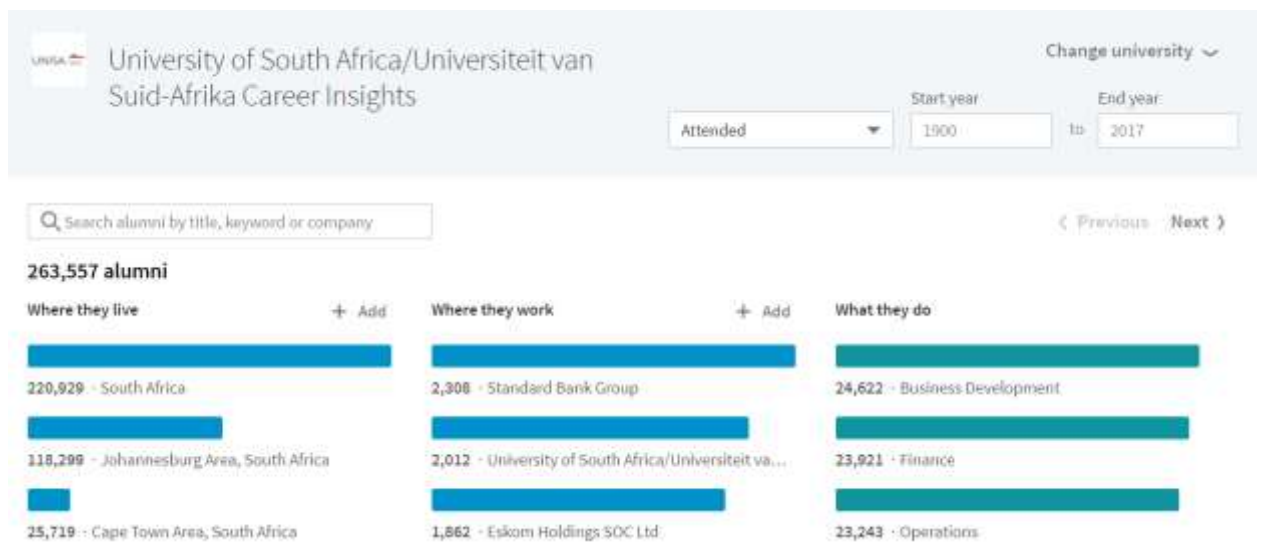 UNISA
University of South Africa/Universiteit van
Suid-Afrika Career Insights
Change university
Start year
End year
Attended
1900
to
2017
Search alumni by title, keyword or company
Previous
Next
263,557 alumni
Where they live
+ Add
Where they work
+ Add
What they do
220,929 · South Africa
2,308 · Standard Bank Group
24,622 · Business Development
118,299 · Johannesburg Area, South Africa
2,012 · University of South Africa/Universiteit va...
23,921 · Finance
25,719 · Cape Town Area, South Africa
1,862 · Eskom Holdings SOC Ltd
23,243 · Operations